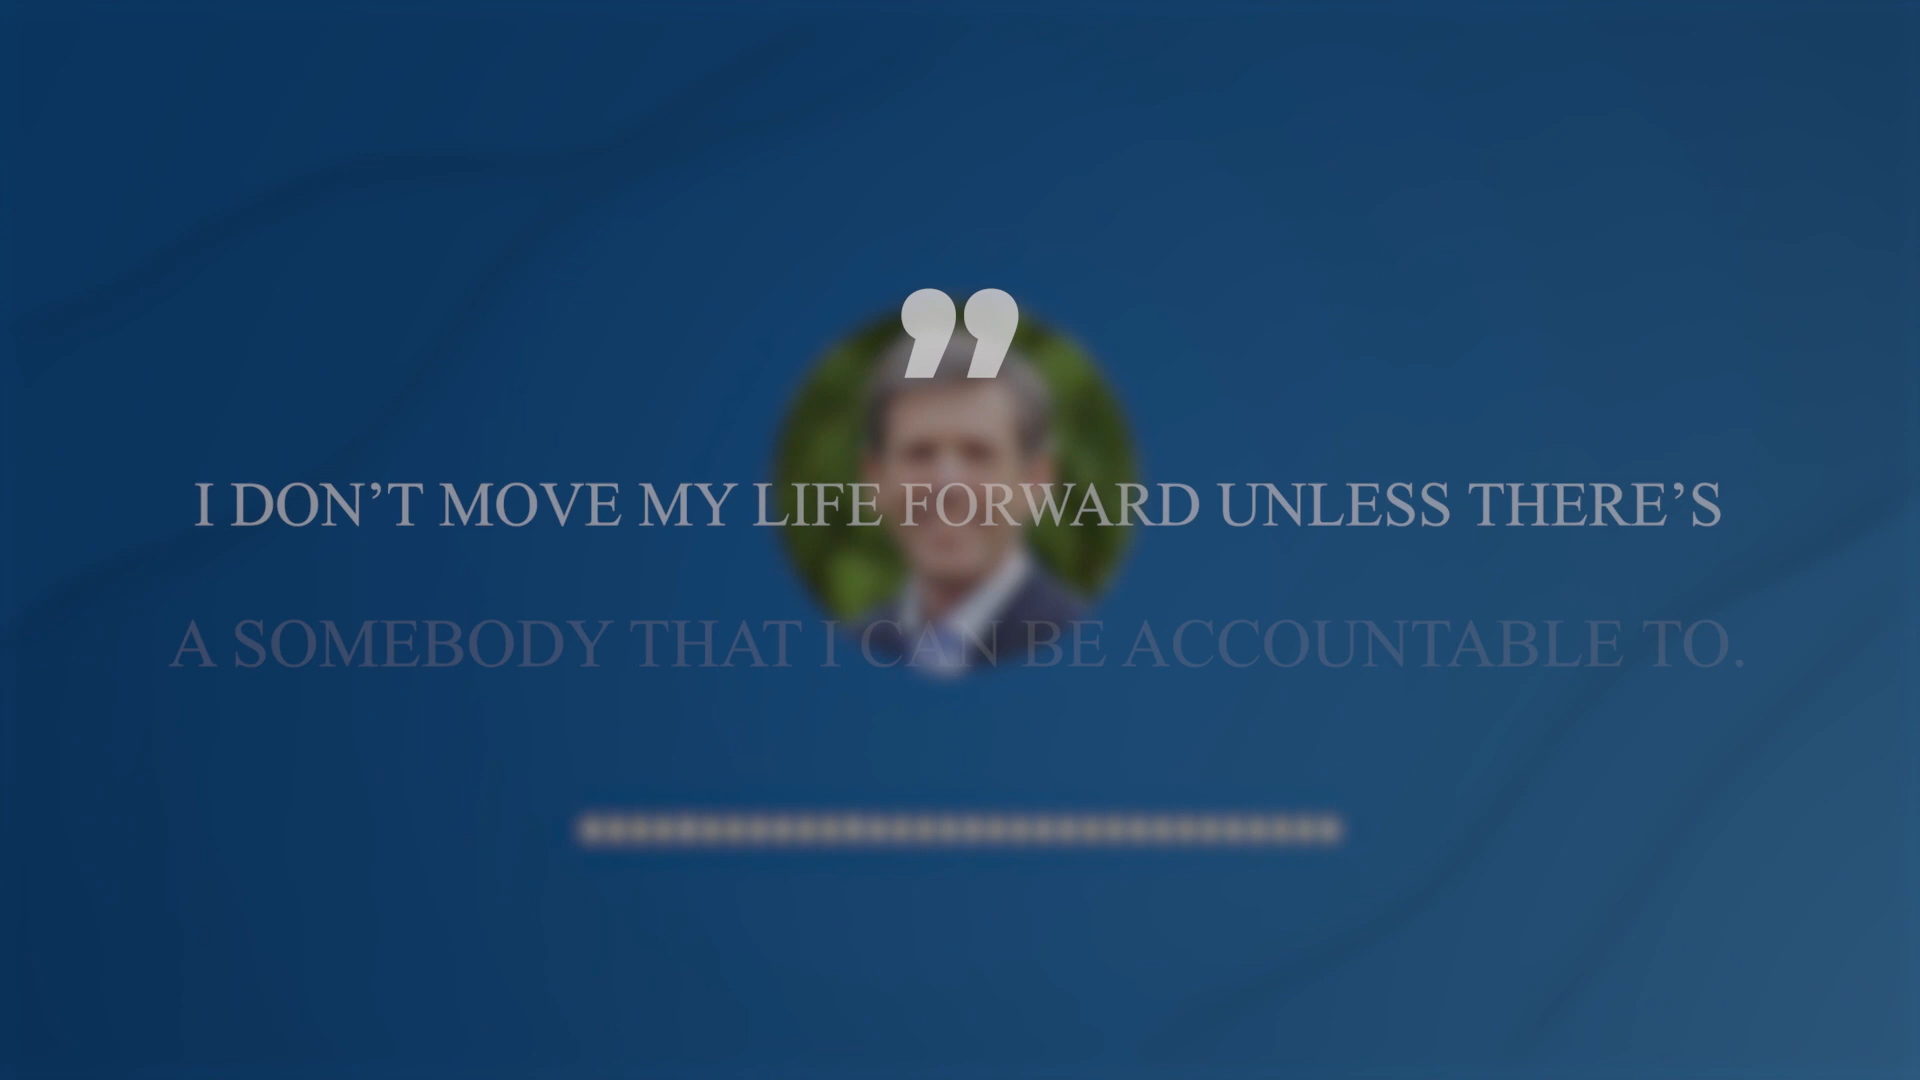 ”
I DON’T MOVE MY LIFE FORWARD UNLESS THERE’S
A SOMEBODY THAT I CAN BE ACCOUNTABLE TO.